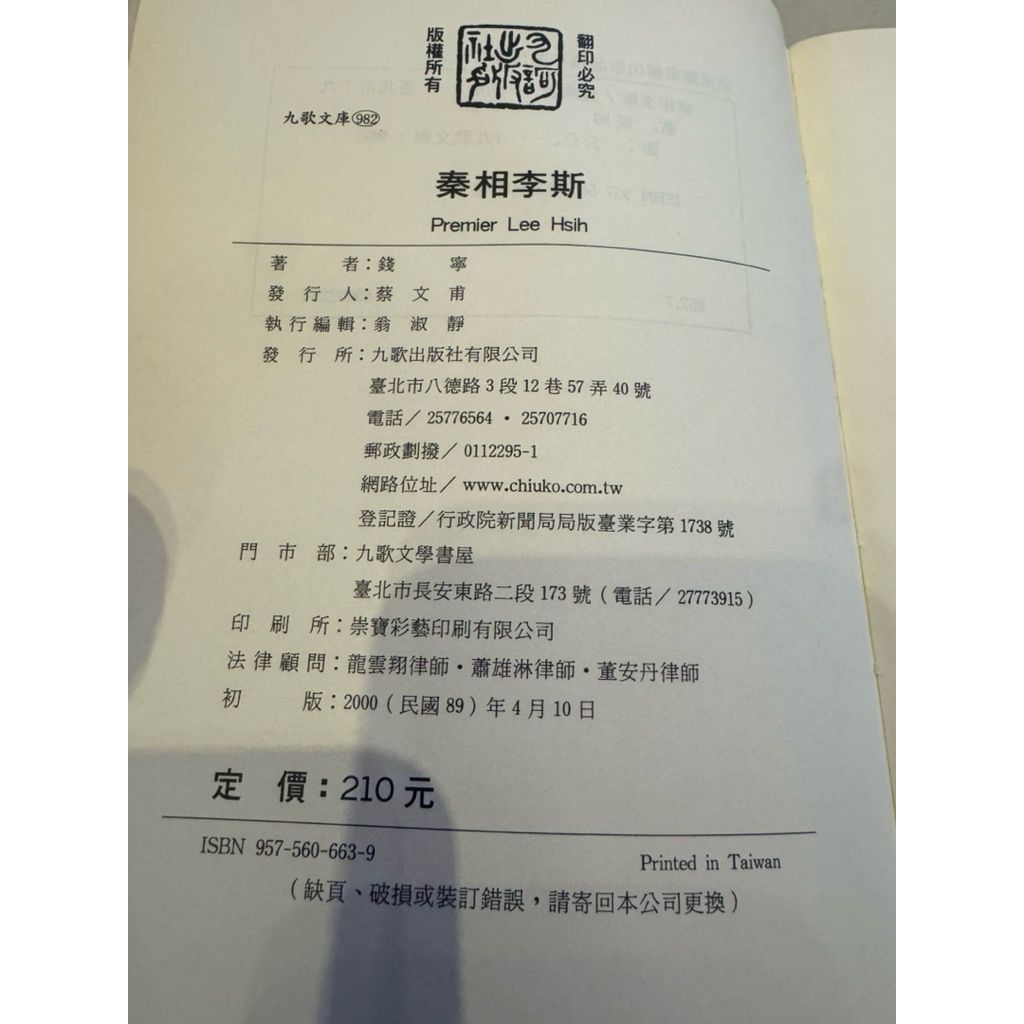 版權所有
九歌出版社
翻印必究
九歌文庫982
秦相李斯
Premier Lee Hsih
著者：錢寧
發行人：蔡文甫
執行編輯：翁淑靜
發行所：九歌出版社有限公司
臺北市八德路3段12巷57弄40號
電話／25776564・25707716
郵政劃撥／0112295-1
網路位址／www.chiuko.com.tw
登記證／行政院新聞局局版臺業字第1738號
門市部：九歌文學書屋
臺北市長安東路二段173號（電話／27773915）
印刷所：崇寶彩藝印刷有限公司
法律顧問：龍雲翔律師・蕭雄淋律師・董安丹律師
初版：2000（民國89）年4月10日
定價：210元
ISBN 957-560-663-9
Printed in Taiwan
（缺頁、破損或裝訂錯誤，請寄回本公司更換）